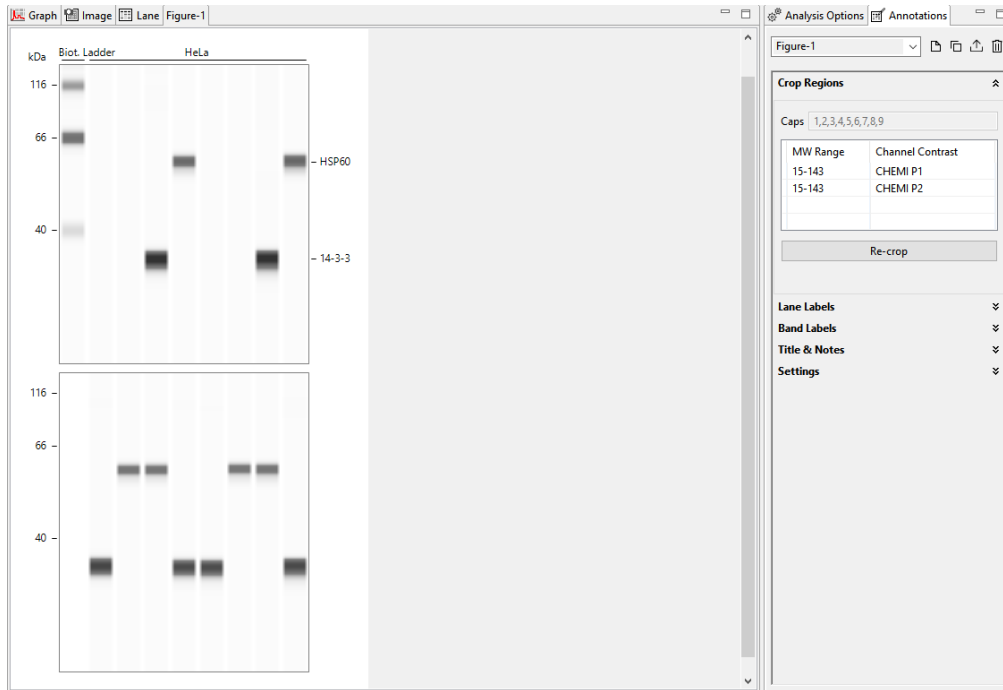 Graph Image Lane Figure-1
kDa Biot. Ladder HeLa
116
66
HSP60
40
14-3-3
116
66
40
Analysis Options Annotations
Figure-1
Crop Regions
Caps 1,2,3,4,5,6,7,8,9
MW Range Channel Contrast
15-143 CHEMI P1
15-143 CHEMI P2
Re-crop
Lane Labels
Band Labels
Title & Notes
Settings